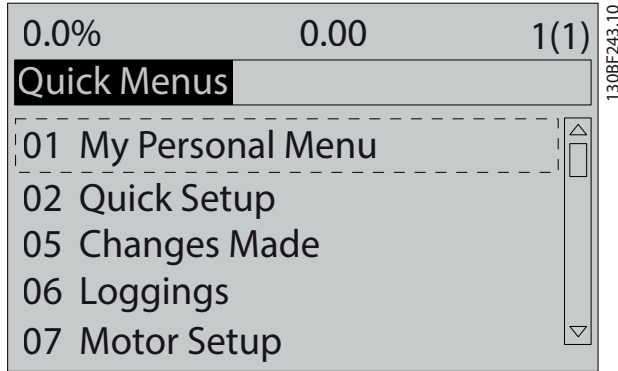 0.0% 0.00 1(1)
Quick Menus
01 My Personal Menu
02 Quick Setup
05 Changes Made
06 Loggings
07 Motor Setup
130BF243.10